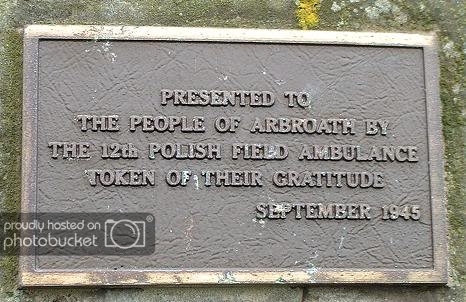 PRESENTED TO
THE PEOPLE OF ARBROATH BY
THE 12th POLISH FIELD AMBULANCE
TOKEN OF THEIR GRATITUDE
SEPTEMBER 1945
proudly hosted on
photobucket